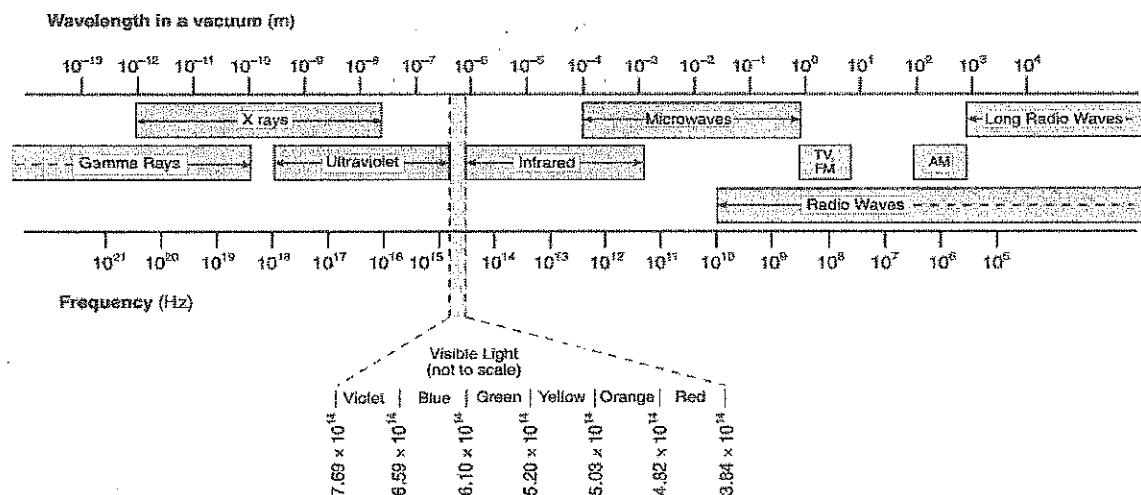 Wavelength in a vacuum (m)
10⁻¹³ 10⁻¹² 10⁻¹¹ 10⁻¹⁰ 10⁻⁹ 10⁻⁸ 10⁻⁷ 10⁻⁶ 10⁻⁵ 10⁻⁴ 10⁻³ 10⁻² 10⁻¹ 10⁰ 10¹ 10² 10³ 10⁴
X rays Microwaves Long Radio Waves
Gamma Rays Ultraviolet Infrared TV, FM AM
Radio Waves
10²¹ 10²⁰ 10¹⁹ 10¹⁸ 10¹⁷ 10¹⁶ 10¹⁵ 10¹⁴ 10¹³ 10¹² 10¹¹ 10¹⁰ 10⁹ 10⁸ 10⁷ 10⁶ 10⁵
Frequency (Hz)
Visible Light
(not to scale)
Violet Blue Green Yellow Orange Red
7.69 × 10¹⁴
6.59 × 10¹⁴
6.10 × 10¹⁴
5.20 × 10¹⁴
5.03 × 10¹⁴
4.82 × 10¹⁴
3.84 × 10¹⁴